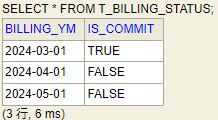 SELECT * FROM T_BILLING_STATUS;
BILLING_YM IS_COMMIT
2024-03-01 TRUE
2024-04-01 FALSE
2024-05-01 FALSE
(3 行, 6 ms)